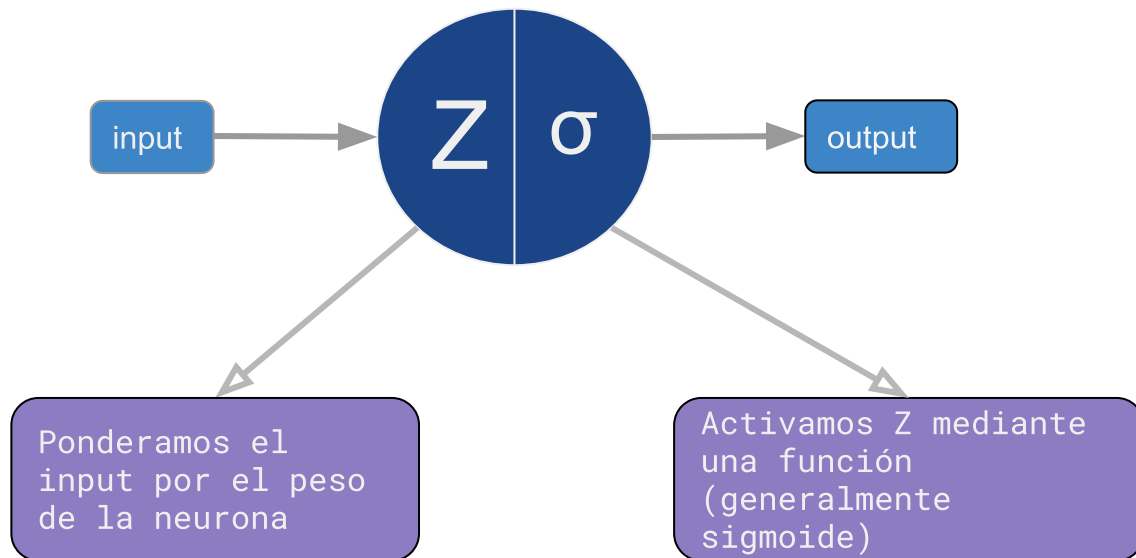 input
Z
σ
output
Ponderamos el
input por el peso
de la neurona
Activamos Z mediante
una función
(generalmente
sigmoide)